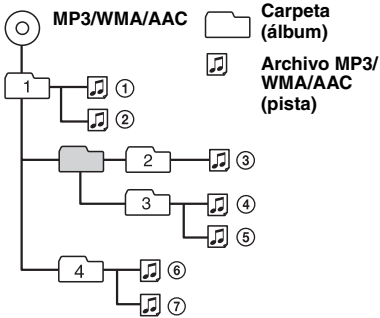 MP3/WMA/AAC
Carpeta
(álbum)
Archivo MP3/
WMA/AAC
(pista)
1
①
②
2
③
3
④
⑤
4
⑥
⑦